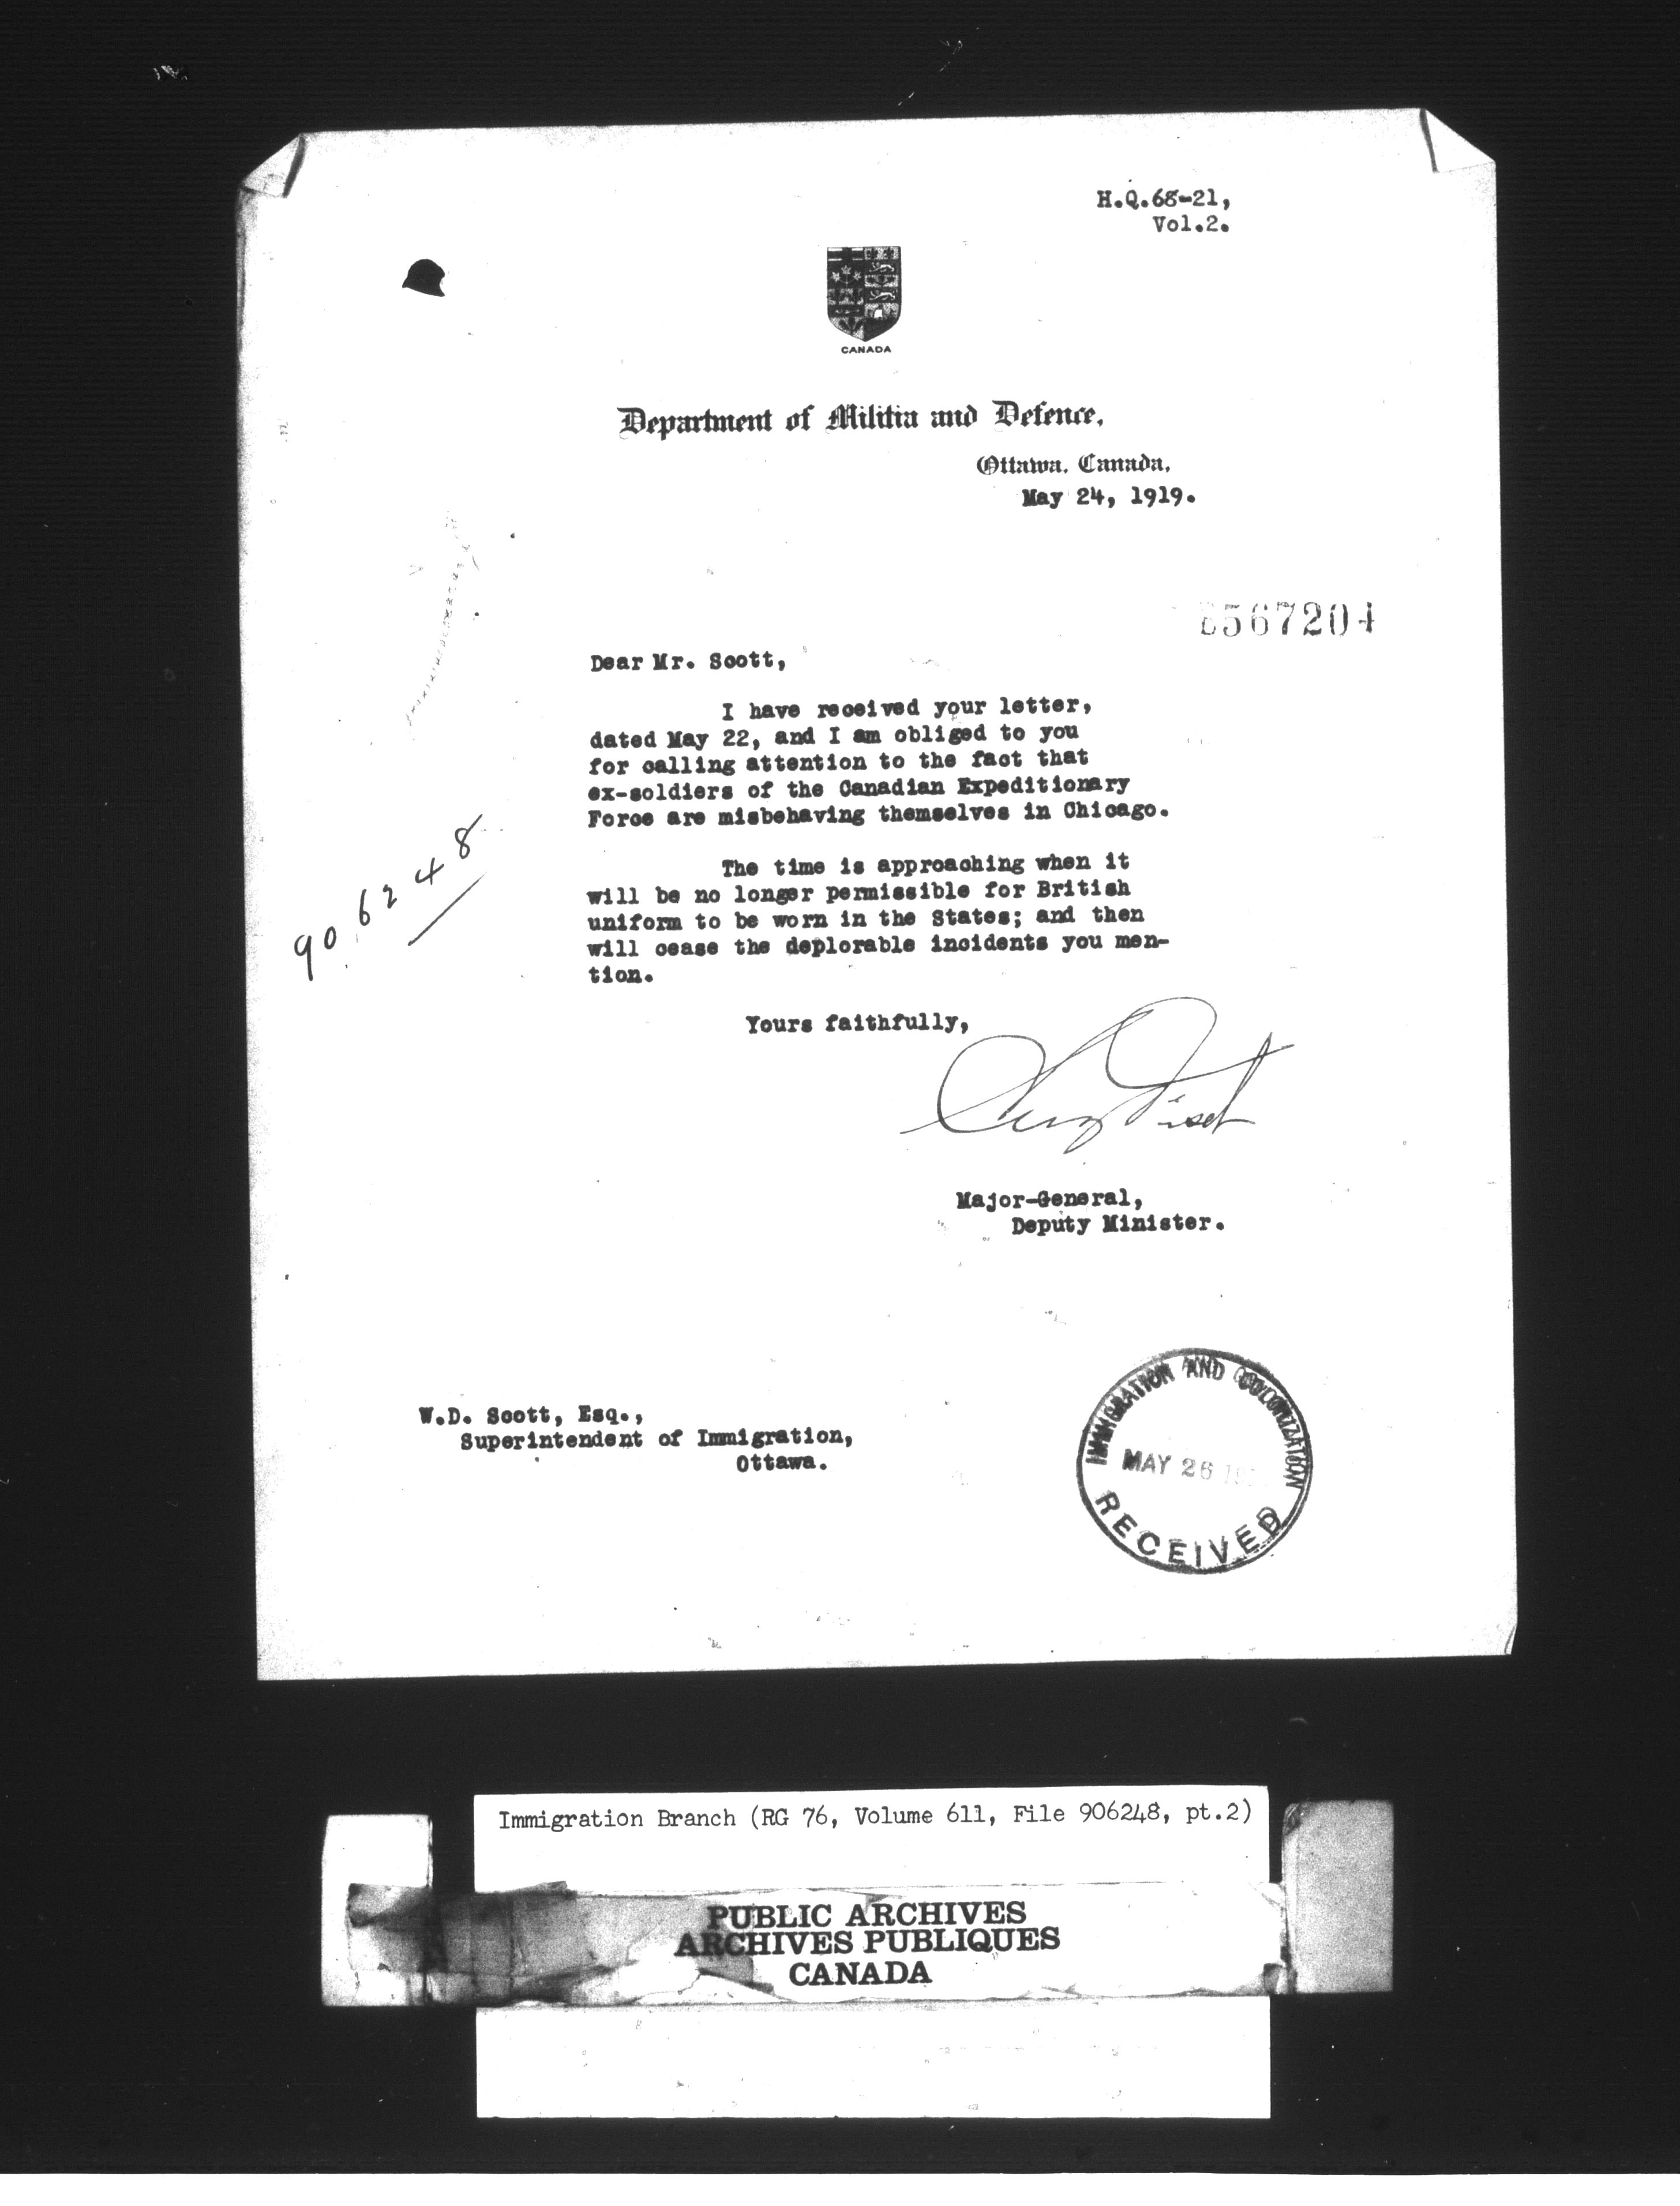 H.Q.68-21,
Vol.2.
CANADA
Department of Militia and Defence.
Ottawa. Canada.
May 24, 1919.
567204
Dear Mr. Scott,
I have received your letter,
dated May 22, and I am obliged to you
for calling attention to the fact that
ex-soldiers of the Canadian Expeditionary
Force are misbehaving themselves in Chicago.
906248
The time is approaching when it
will be no longer permissible for British
uniform to be worn in the States; and then
will cease the deplorable incidents you men-
tion.
Yours faithfully,
Major-General,
Deputy Minister.
W.D. Scott, Esq.,
Superintendent of Immigration,
Ottawa.
IMMIGRATION AND COLONIZATION
MAY 26
RECEIVED
Immigration Branch (RG 76, Volume 611, File 906248, pt.2)
PUBLIC ARCHIVES
ARCHIVES PUBLIQUES
CANADA